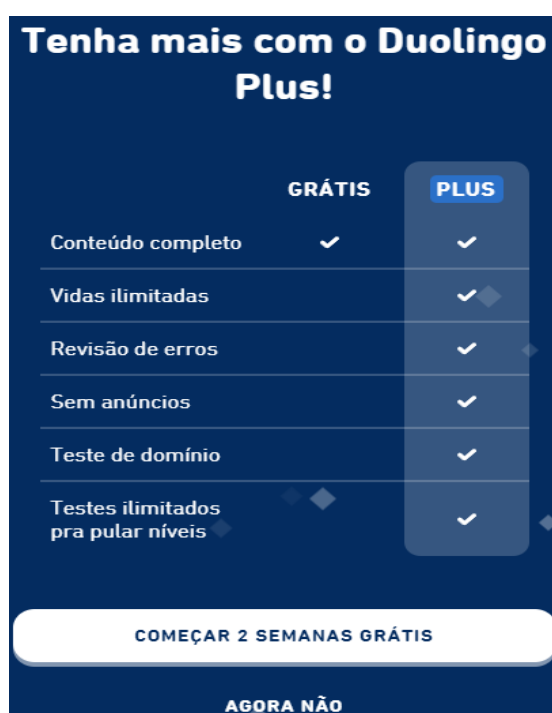 Tenha mais com o Duolingo
Plus!
GRÁTIS PLUS
Conteúdo completo
Vidas ilimitadas
Revisão de erros
Sem anúncios
Teste de domínio
Testes ilimitados
pra pular níveis
COMEÇAR 2 SEMANAS GRÁTIS
AGORA NÃO